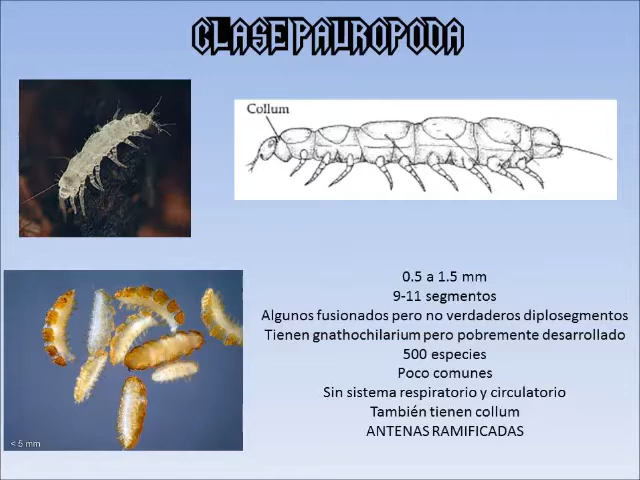 CLASE PAUROPODA
Collum
0.5 a 1.5 mm
9-11 segmentos
Algunos fusionados pero no verdaderos diplosegmentos
Tienen gnathochilarium pero pobremente desarrollado
500 especies
Poco comunes
Sin sistema respiratorio y circulatorio
También tienen collum
ANTENAS RAMIFICADAS
< 5 mm